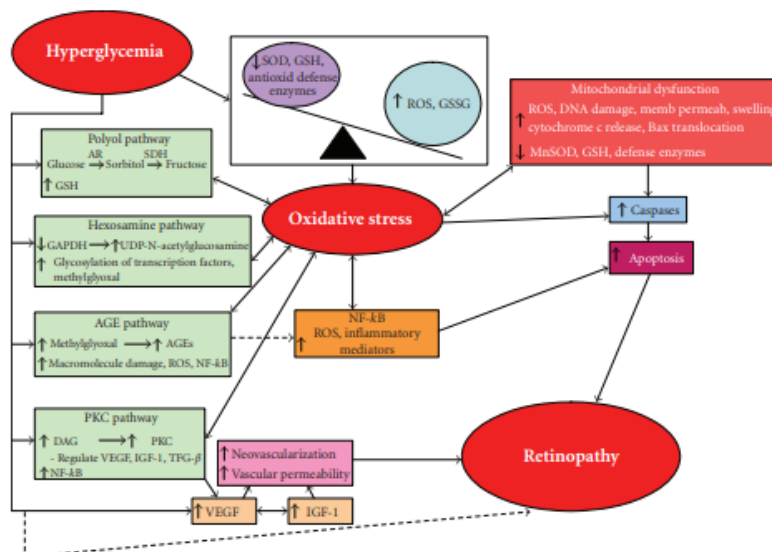 Hyperglycemia
↓SOD, GSH,
antioxid defense
enzymes
↑ ROS, GSSG
Mitochondrial dysfunction
↑ ROS, DNA damage, memb permeab, swelling
cytochrome c release, Bax translocation
↓ MnSOD, GSH, defense enzymes
Polyol pathway
AR SDH
Glucose → Sorbitol → Fructose
↑ GSH
Oxidative stress
↑ Caspases
↑ Apoptosis
Hexosamine pathway
↓GAPDH → ↑UDP-N-acetylglucosamine
↑ Glycosylation of transcription factors,
methylglyoxal
NF-kB
↑ ROS, inflammatory
mediators
AGE pathway
↑ Methylglyoxal → ↑ AGEs
↑ Macromolecule damage, ROS, NF-kB
PKC pathway
↑ DAG → ↑ PKC
- Regulate VEGF, IGF-1, TFG-β
↑ NF-kB
↑ Neovascularization
↑ Vascular permeability
Retinopathy
↑ VEGF
↑ IGF-1